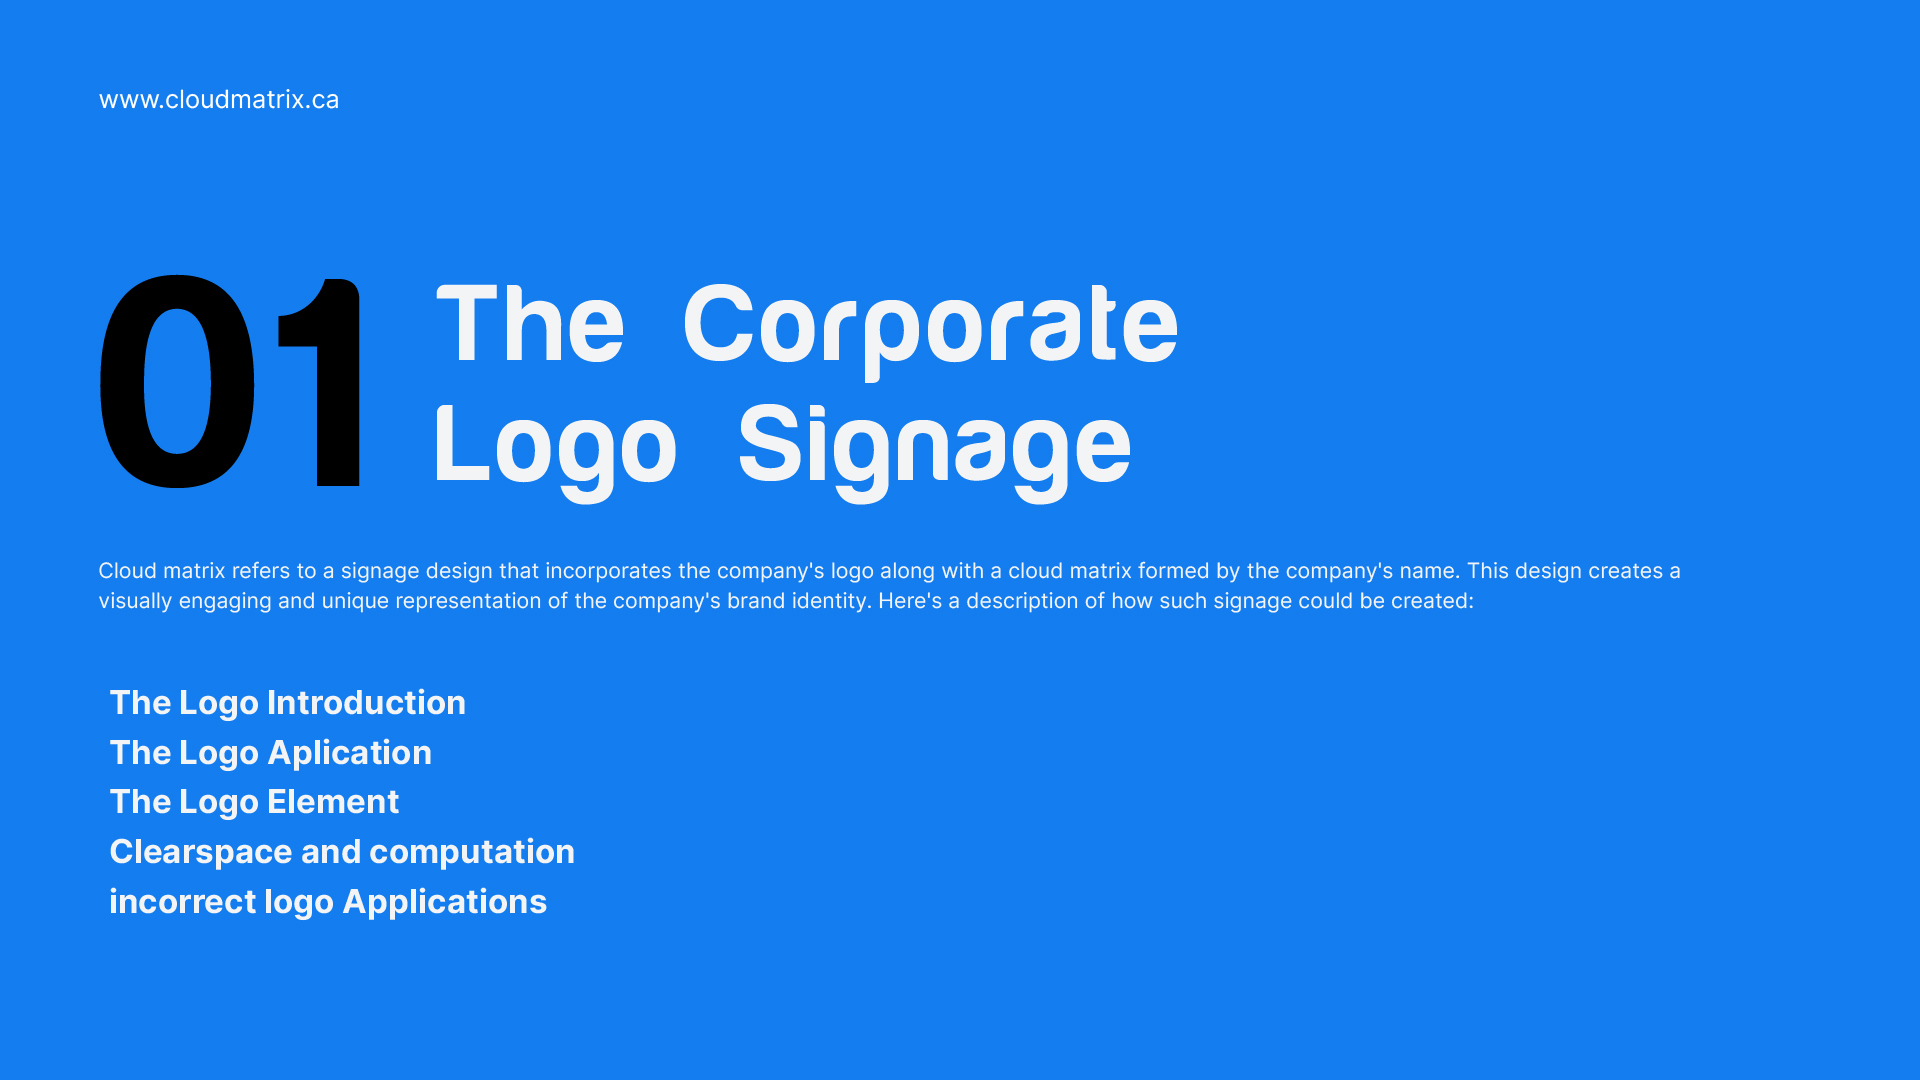 www.cloudmatrix.ca
01
The Corporate
Logo Signage
Cloud matrix refers to a signage design that incorporates the company's logo along with a cloud matrix formed by the company's name. This design creates a
visually engaging and unique representation of the company's brand identity. Here's a description of how such signage could be created:
The Logo Introduction
The Logo Aplication
The Logo Element
Clearspace and computation
incorrect logo Applications